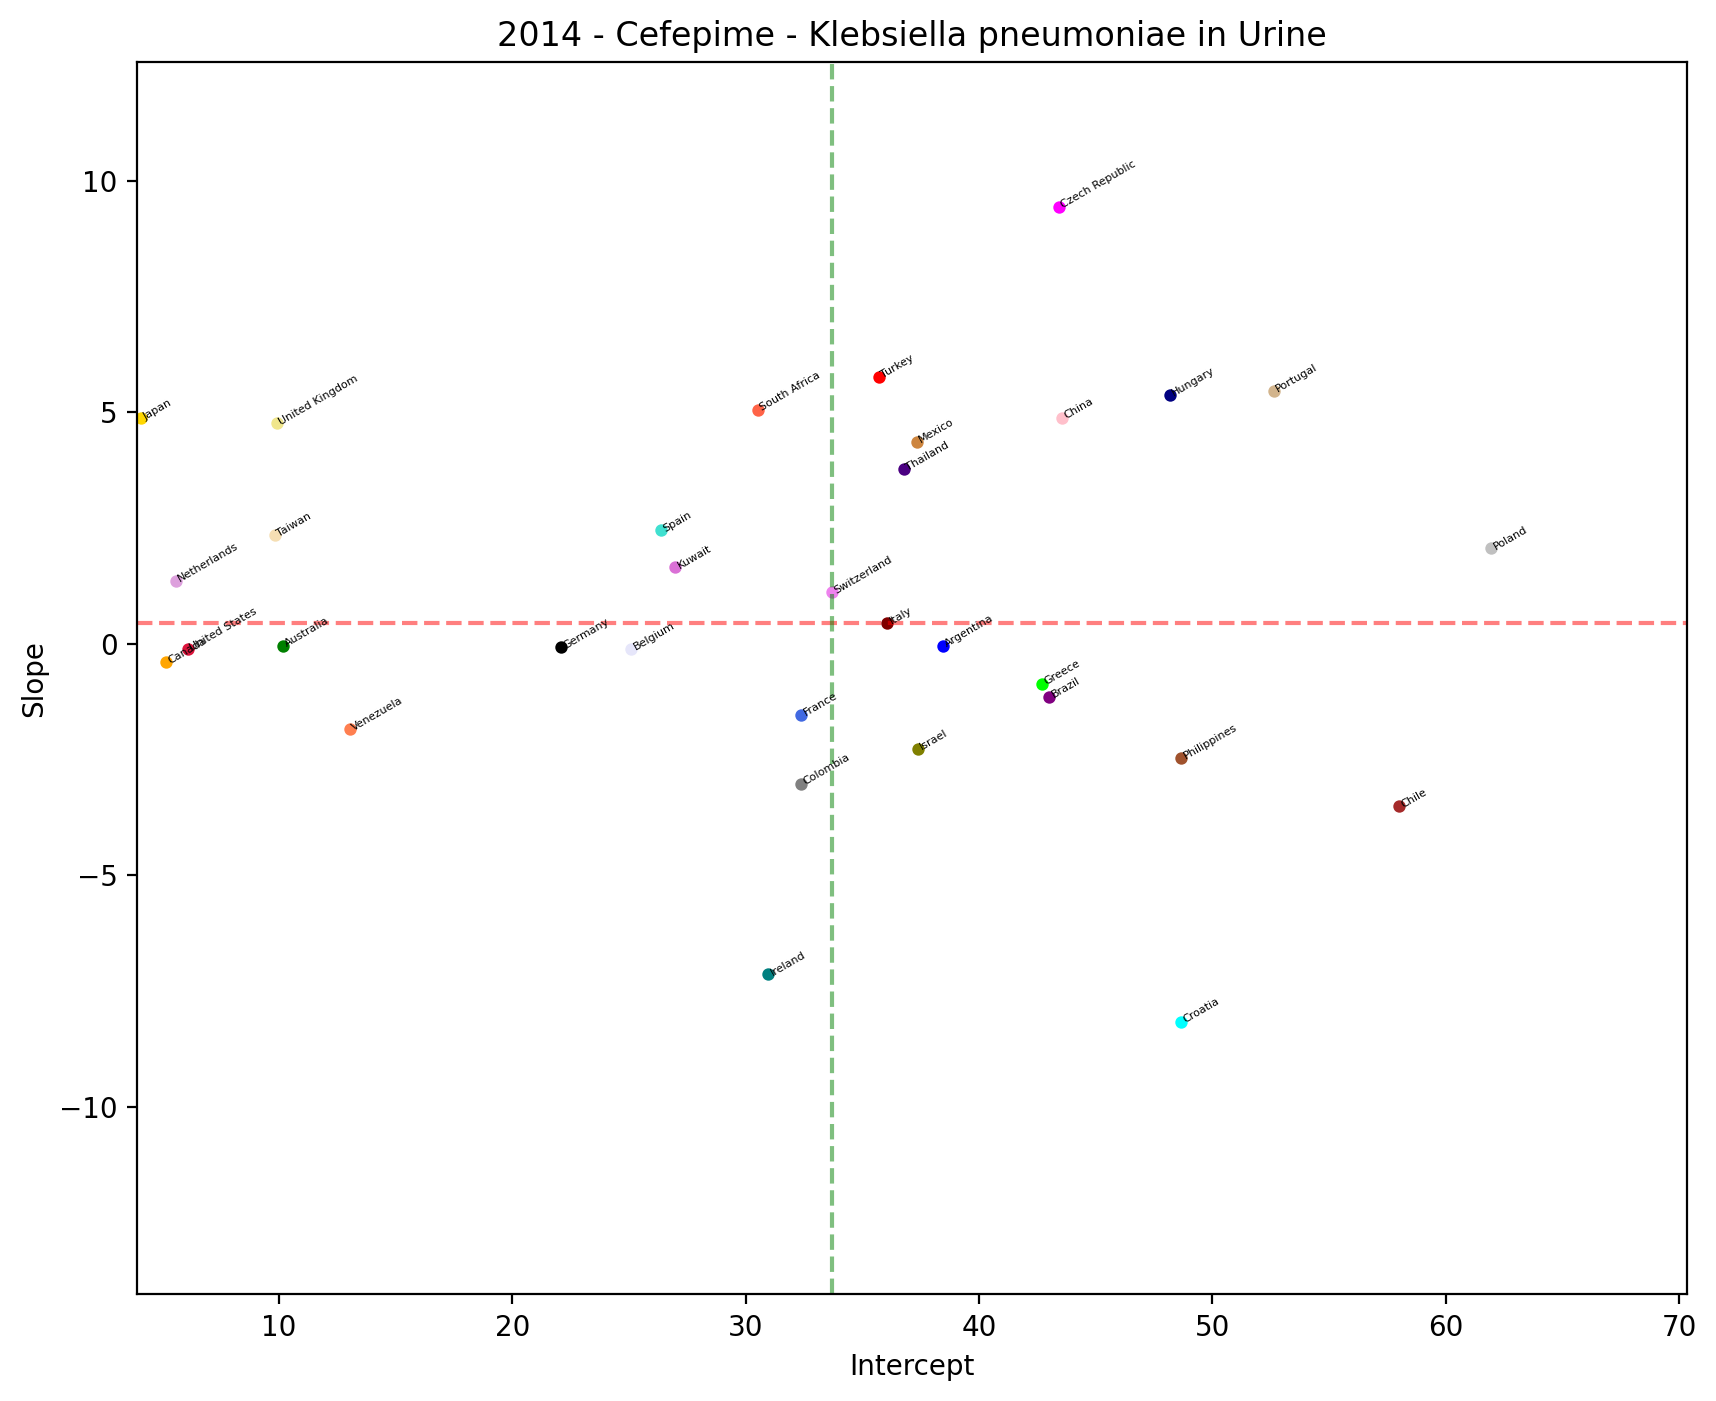 2014 - Cefepime - Klebsiella pneumoniae in Urine
10
5
0
−5
−10
Slope
Czech Republic
Turkey
Portugal
Hungary
South Africa
United Kingdom
Japan
China
Mexico
Thailand
Spain
Taiwan
Poland
Kuwait
Netherlands
Switzerland
Italy
United States
Australia
Argentina
Germany
Belgium
Canada
Greece
Brazil
France
Venezuela
Israel
Philippines
Colombia
Chile
Ireland
Croatia
10 20 30 40 50 60 70
Intercept